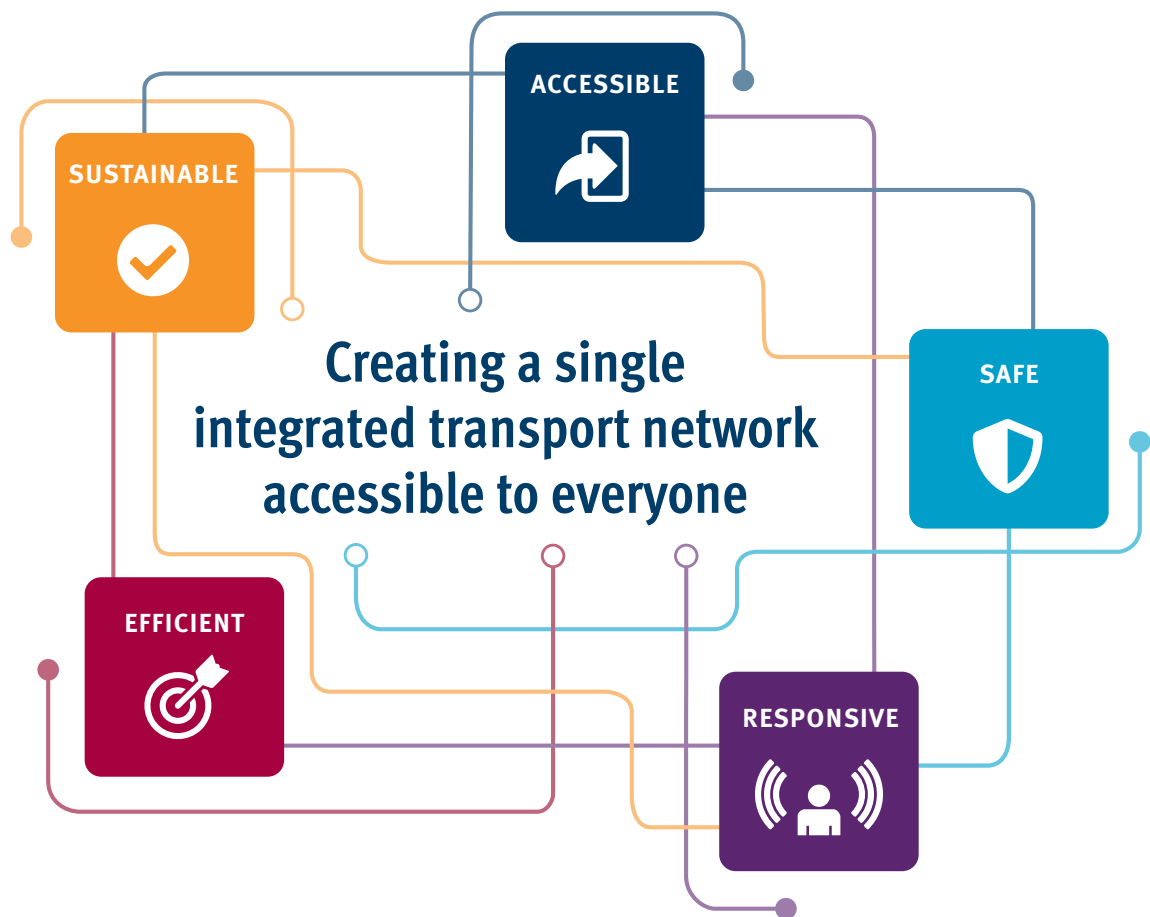 ACCESSIBLE
SUSTAINABLE
Creating a single
integrated transport network
accessible to everyone
SAFE
EFFICIENT
RESPONSIVE